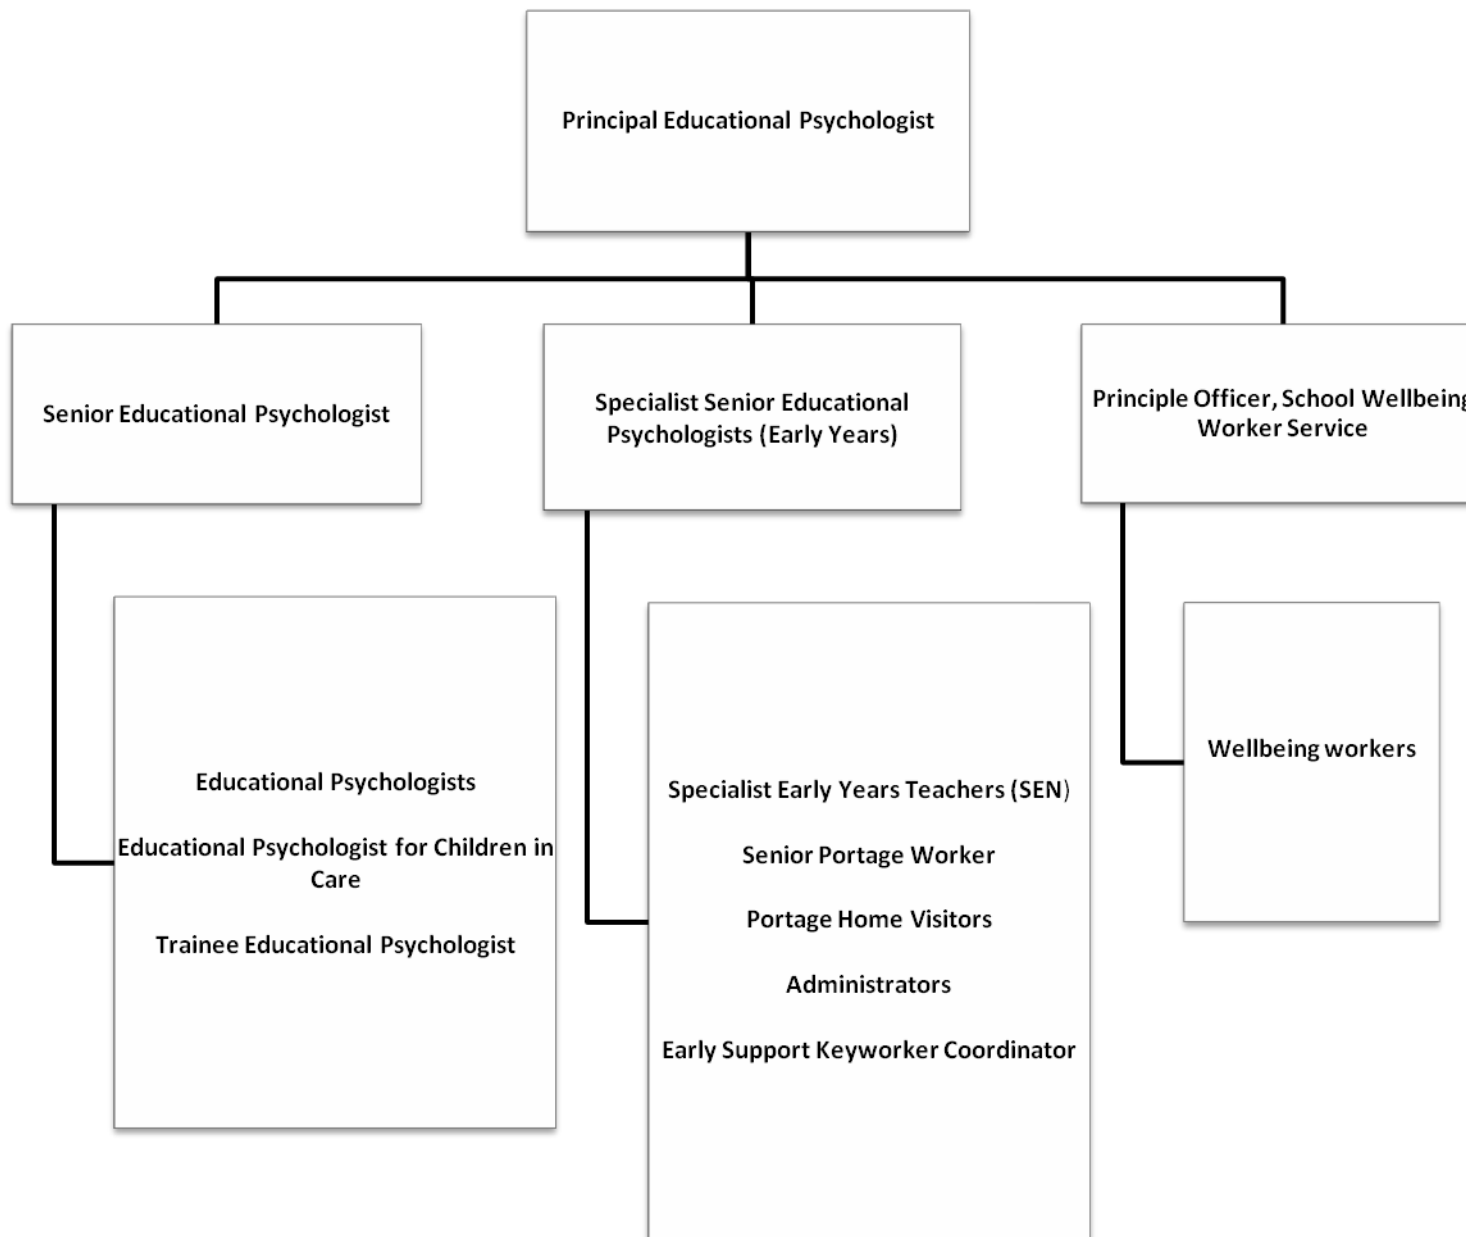 Principal Educational Psychologist
Senior Educational Psychologist
Specialist Senior Educational
Psychologists (Early Years)
Principle Officer, School Wellbeing
Worker Service
Educational Psychologists
Educational Psychologist for Children in
Care
Trainee Educational Psychologist
Specialist Early Years Teachers (SEN)
Senior Portage Worker
Portage Home Visitors
Administrators
Early Support Keyworker Coordinator
Wellbeing workers